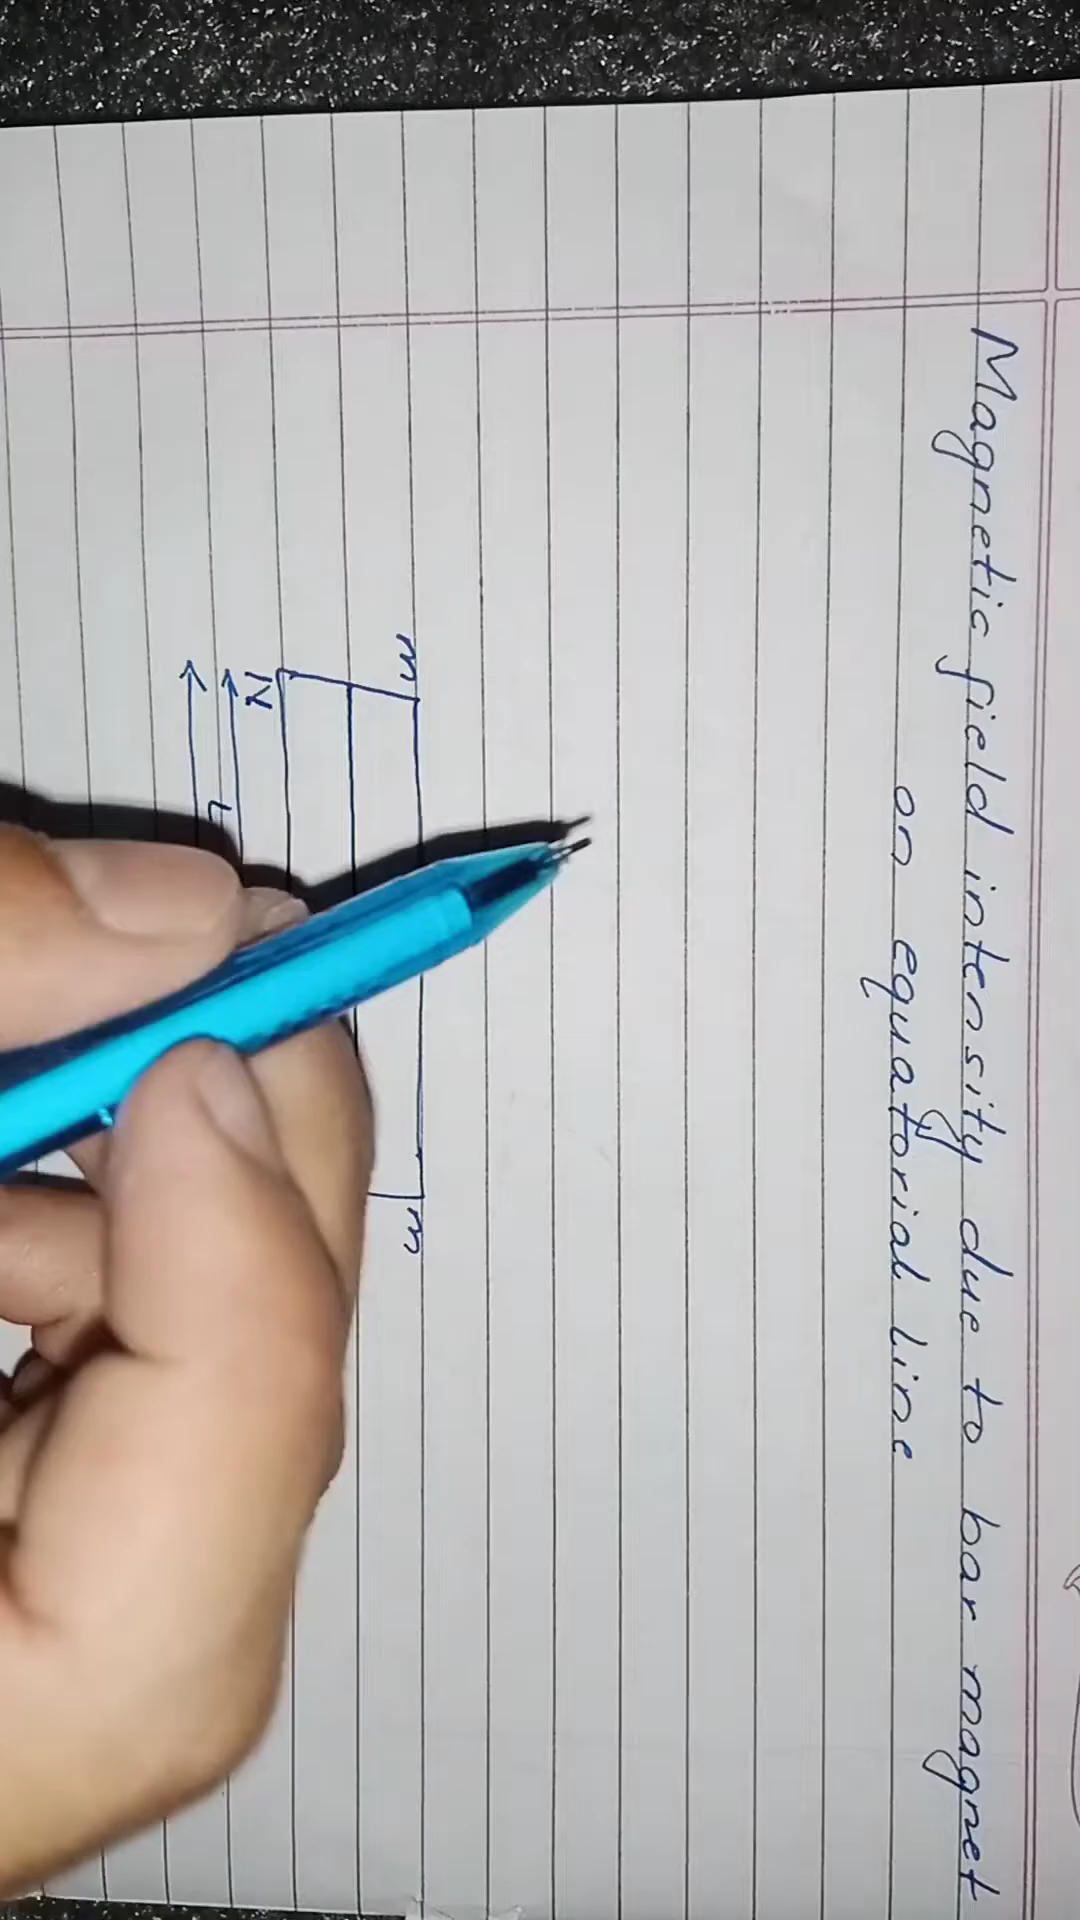 Magnetic field intensity due to bar magnet
on equatorial line
m m
N
L